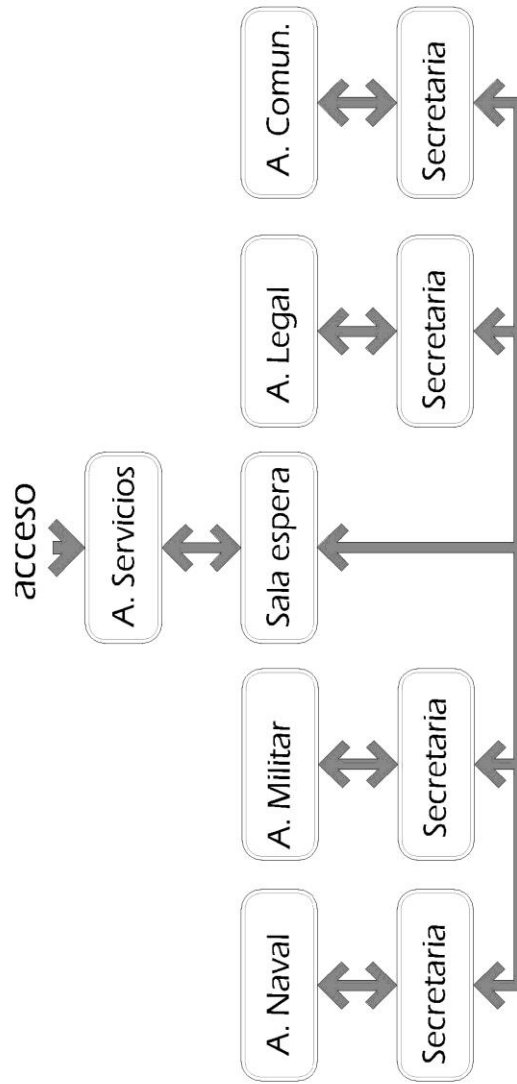 acceso
A. Servicios
A. Naval
A. Militar
Sala espera
A. Legal
A. Comun.
Secretaria
Secretaria
Secretaria
Secretaria